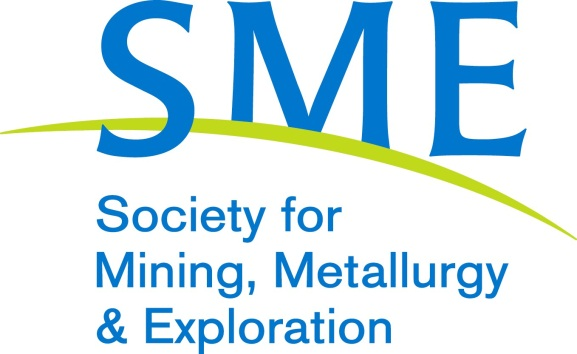 SME
Society for
Mining, Metallurgy
& Exploration